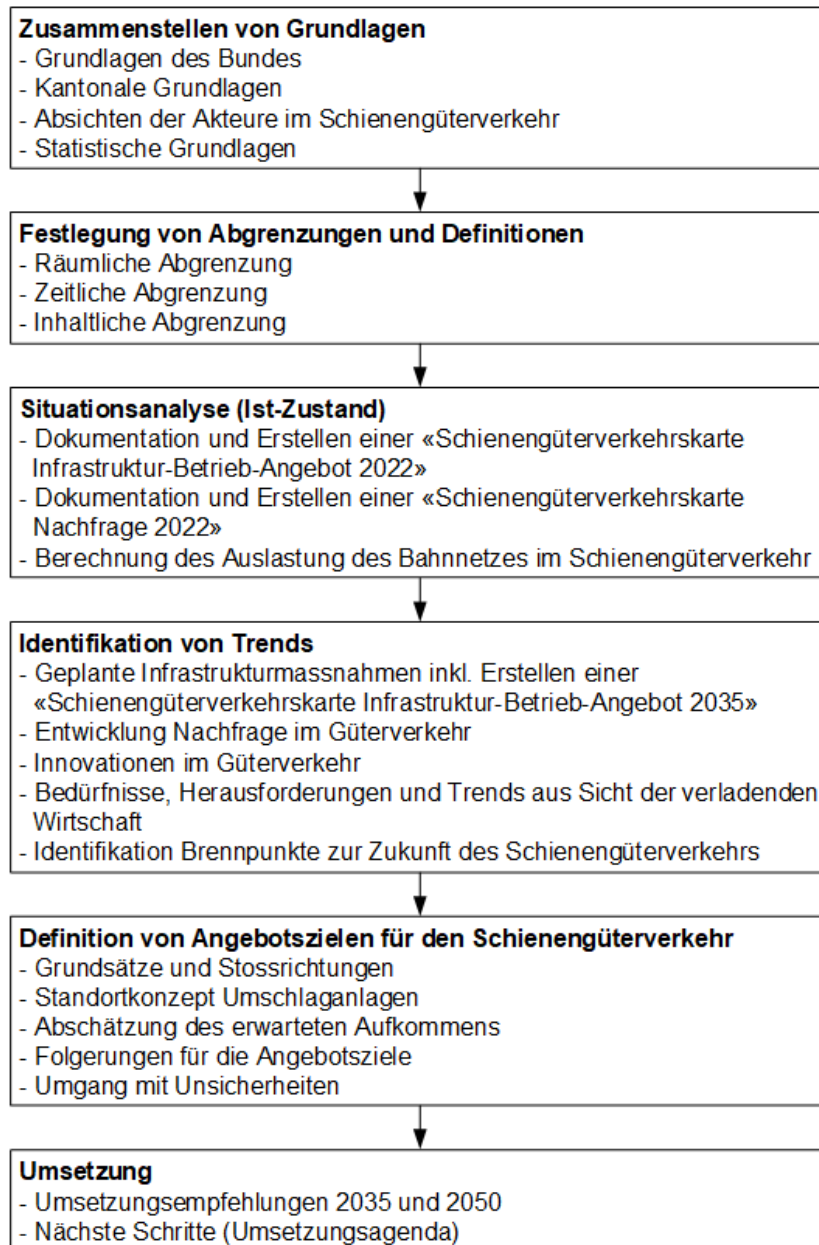 Zusammenstellen von Grundlagen
- Grundlagen des Bundes
- Kantonale Grundlagen
- Absichten der Akteure im Schienengüterverkehr
- Statistische Grundlagen
Festlegung von Abgrenzungen und Definitionen
- Räumliche Abgrenzung
- Zeitliche Abgrenzung
- Inhaltliche Abgrenzung
Situationsanalyse (Ist-Zustand)
- Dokumentation und Erstellen einer «Schienengüterverkehrskarte
Infrastruktur-Betrieb-Angebot 2022»
- Dokumentation und Erstellen einer «Schienengüterverkehrskarte
Nachfrage 2022»
- Berechnung des Auslastung des Bahnnetzes im Schienengüterverkehr
Identifikation von Trends
- Geplante Infrastrukturmassnahmen inkl. Erstellen einer
«Schienengüterverkehrskarte Infrastruktur-Betrieb-Angebot 2035»
- Entwicklung Nachfrage im Güterverkehr
- Innovationen im Güterverkehr
- Bedürfnisse, Herausforderungen und Trends aus Sicht der verladenden
Wirtschaft
- Identifikation Brennpunkte zur Zukunft des Schienengüterverkehrs
Definition von Angebotszielen für den Schienengüterverkehr
- Grundsätze und Stossrichtungen
- Standortkonzept Umschlaganlagen
- Abschätzung des erwarteten Aufkommens
- Folgerungen für die Angebotsziele
- Umgang mit Unsicherheiten
Umsetzung
- Umsetzungsempfehlungen 2035 und 2050
- Nächste Schritte (Umsetzungsagenda)